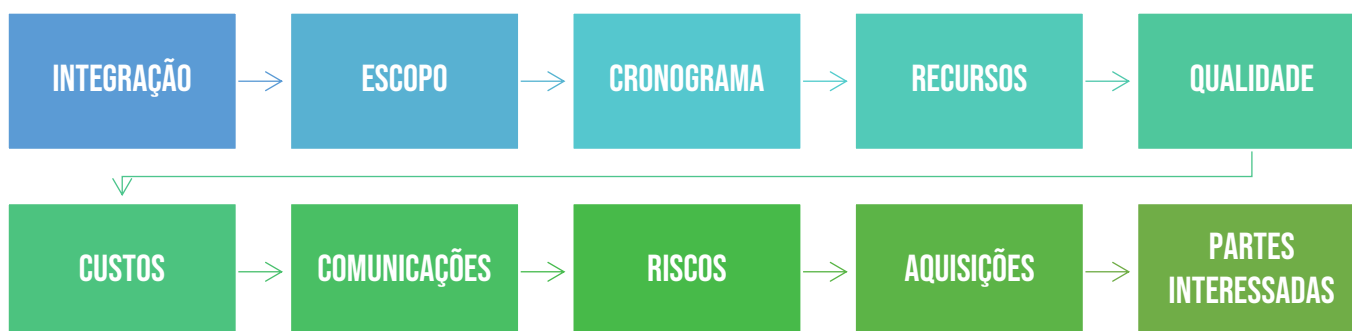 INTEGRAÇÃO
ESCOPO
CRONOGRAMA
RECURSOS
QUALIDADE
CUSTOS
COMUNICAÇÕES
RISCOS
AQUISIÇÕES
PARTES
INTERESSADAS